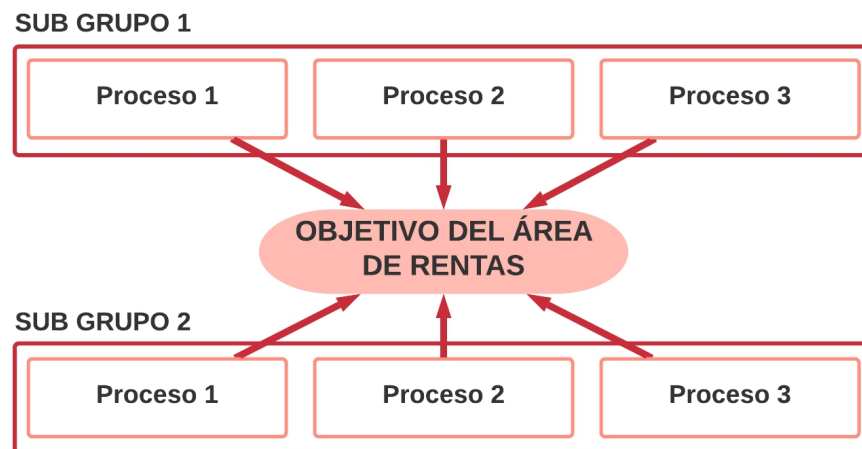 SUB GRUPO 1
Proceso 1
Proceso 2
Proceso 3
OBJETIVO DEL ÁREA
DE RENTAS
SUB GRUPO 2
Proceso 1
Proceso 2
Proceso 3